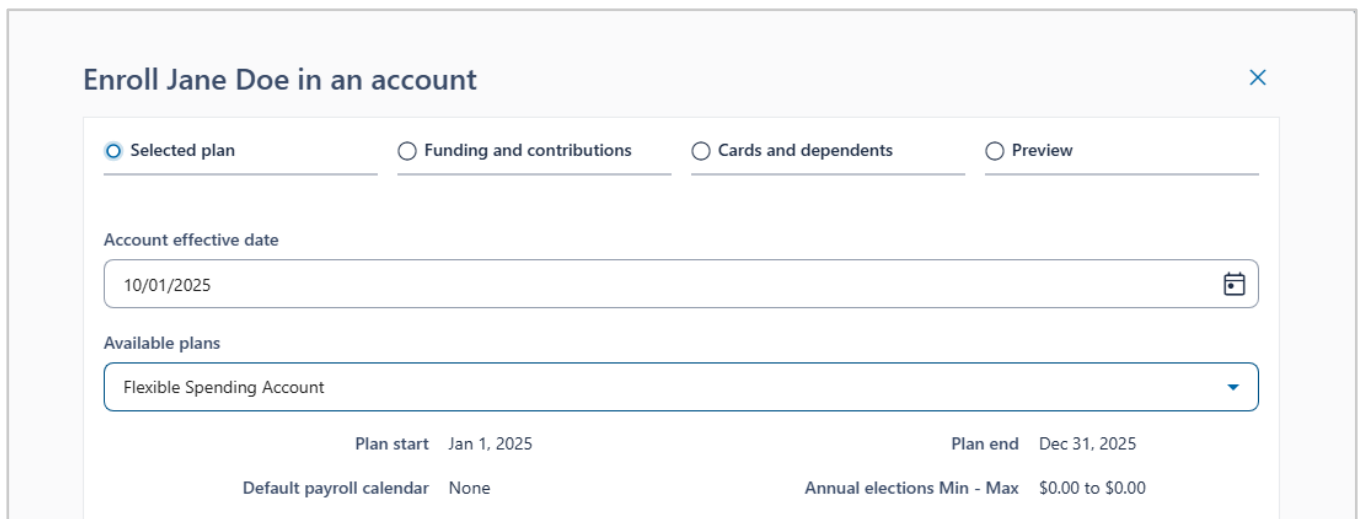 Enroll Jane Doe in an account
Selected plan Funding and contributions Cards and dependents Preview
Account effective date
10/01/2025
Available plans
Flexible Spending Account
Plan start Jan 1, 2025 Plan end Dec 31, 2025
Default payroll calendar None Annual elections Min - Max $0.00 to $0.00